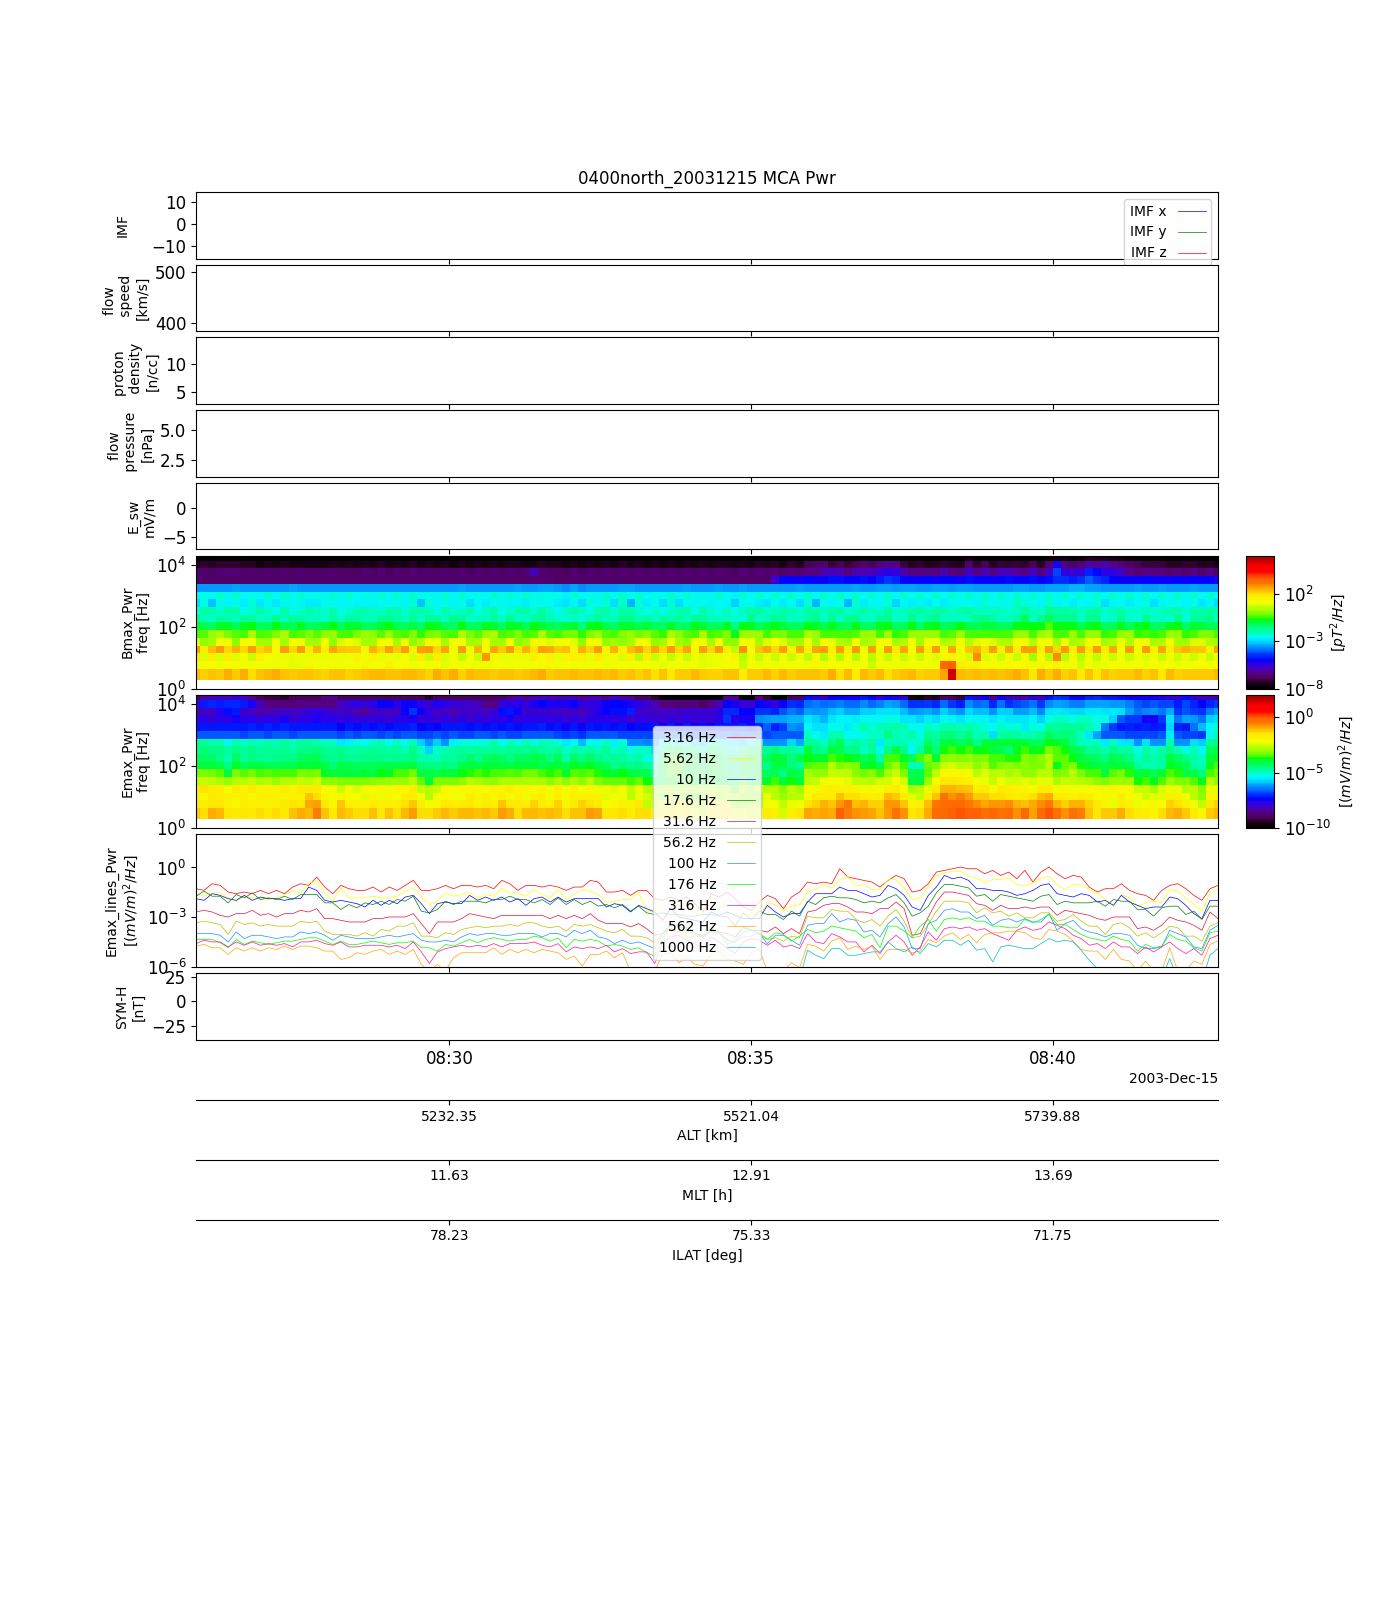 0400north_20031215 MCA Pwr
10
0
−10
IMF
IMF x
IMF y
IMF z
500
400
flow
speed
[km/s]
10
5
proton
density
[n/cc]
5.0
2.5
flow
pressure
[nPa]
0
−5
E_sw
mV/m
10^4
10^2
10^0
Bmax_Pwr
freq [Hz]
10^2
10^−3
10^−8
[pT^2/Hz]
10^4
10^2
10^0
Emax_Pwr
freq [Hz]
10^0
10^−5
10^−10
[(mV/m)^2/Hz]
3.16 Hz
5.62 Hz
10 Hz
17.6 Hz
31.6 Hz
56.2 Hz
100 Hz
176 Hz
316 Hz
562 Hz
1000 Hz
10^0
10^−3
10^−6
Emax_lines_Pwr
[(mV/m)^2/Hz]
25
0
−25
SYM-H
[nT]
08:30 08:35 08:40
2003-Dec-15
5232.35 5521.04 5739.88
ALT [km]
11.63 12.91 13.69
MLT [h]
78.23 75.33 71.75
ILAT [deg]